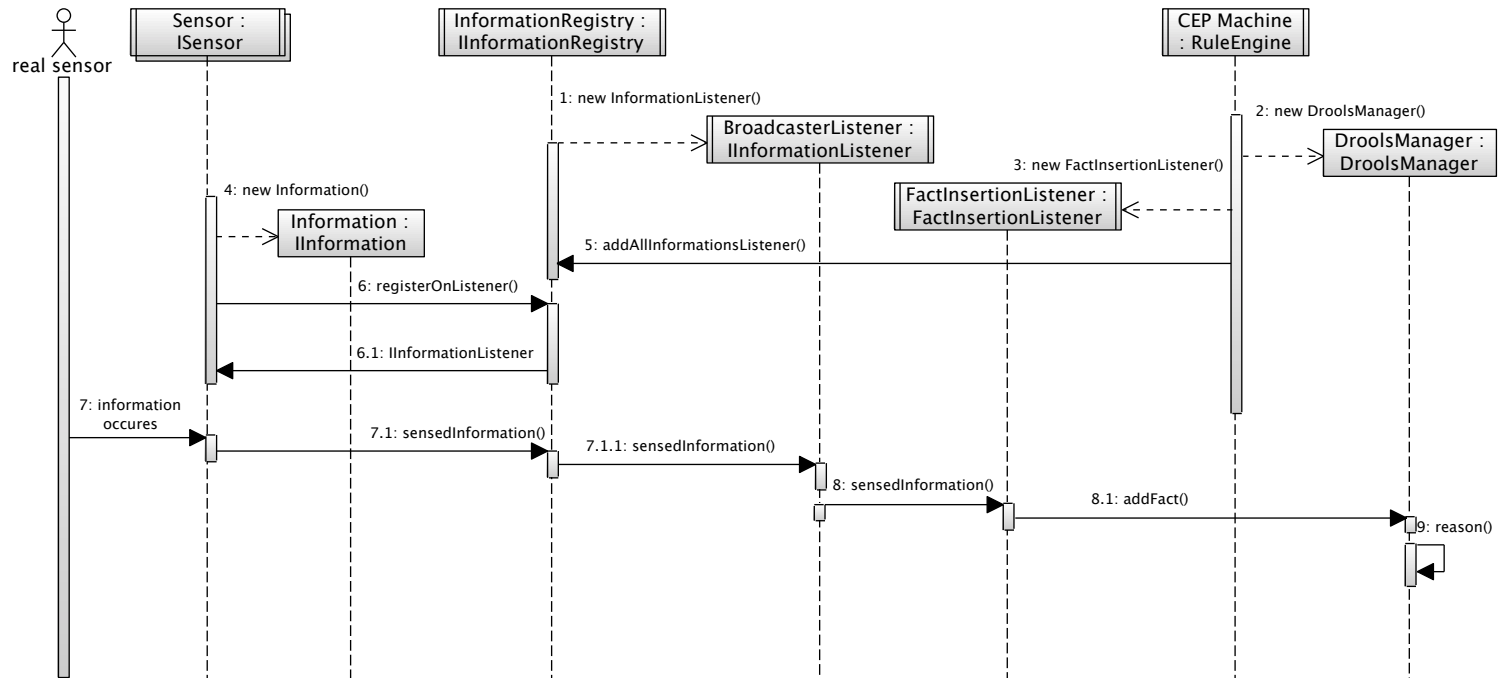 Sensor :
ISensor
InformationRegistry :
IInformationRegistry
CEP Machine
: RuleEngine
real sensor
1: new InformationListener()
2: new DroolsManager()
BroadcasterListener :
IInformationListener
DroolsManager :
DroolsManager
3: new FactInsertionListener()
4: new Information()
FactInsertionListener :
FactInsertionListener
Information :
IInformation
5: addAllInformationsListener()
6: registerOnListener()
6.1: IInformationListener
7: information
occures
7.1: sensedInformation()
7.1.1: sensedInformation()
8: sensedInformation()
8.1: addFact()
9: reason()